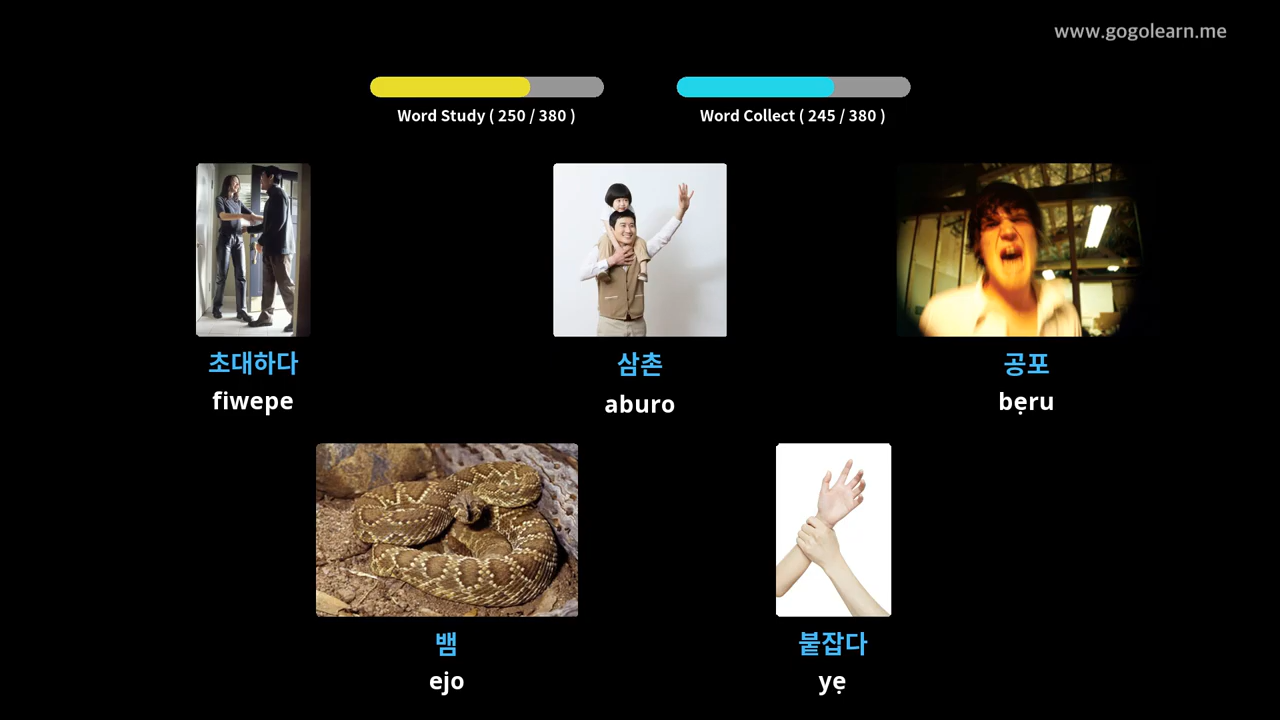 www.gogolearn.me
Word Study ( 250 / 380 )
Word Collect ( 245 / 380 )
초대하다
fiwepe
삼촌
aburo
공포
bẹru
뱀
ejo
붙잡다
yẹ